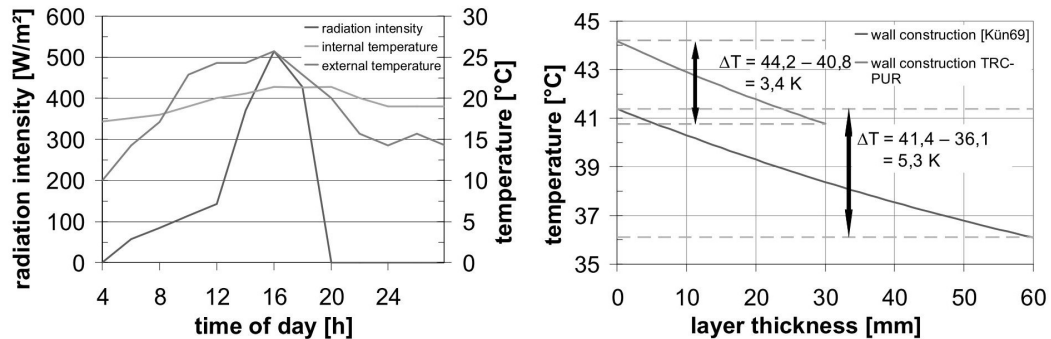 radiation intensity [W/m²]
600
500
400
300
200
100
0
4
8
12
16
20
24
time of day [h]
30
25
20
15
10
5
0
temperature [°C]
radiation intensity
internal temperature
external temperature
temperature [°C]
45
43
41
39
37
35
0
10
20
30
40
50
60
layer thickness [mm]
wall construction [Kün69]
wall construction TRC-
PUR
ΔT = 44,2 – 40,8
= 3,4 K
ΔT = 41,4 – 36,1
= 5,3 K